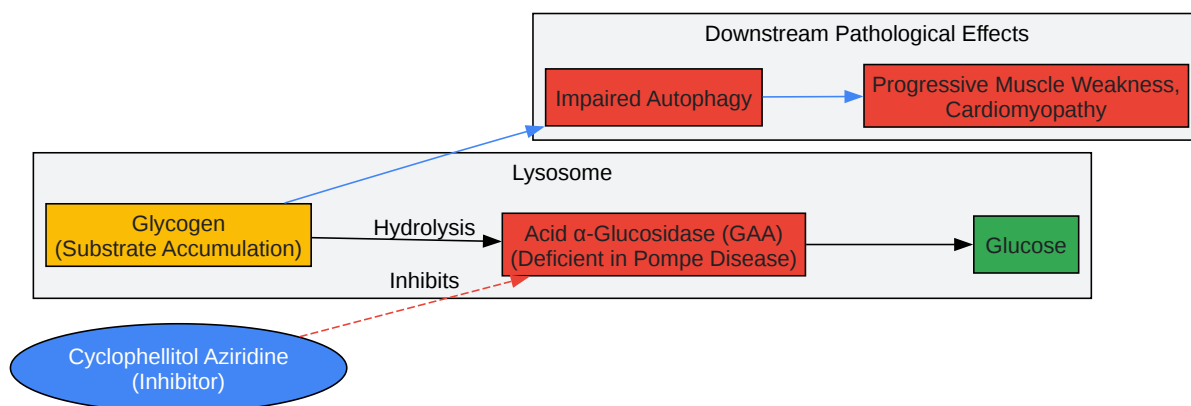 Downstream Pathological Effects
Impaired Autophagy
Progressive Muscle Weakness,
Cardiomyopathy
Lysosome
Glycogen
(Substrate Accumulation)
Hydrolysis
Acid α-Glucosidase (GAA)
(Deficient in Pompe Disease)
Glucose
Inhibits
Cyclophellitol Aziridine
(Inhibitor)